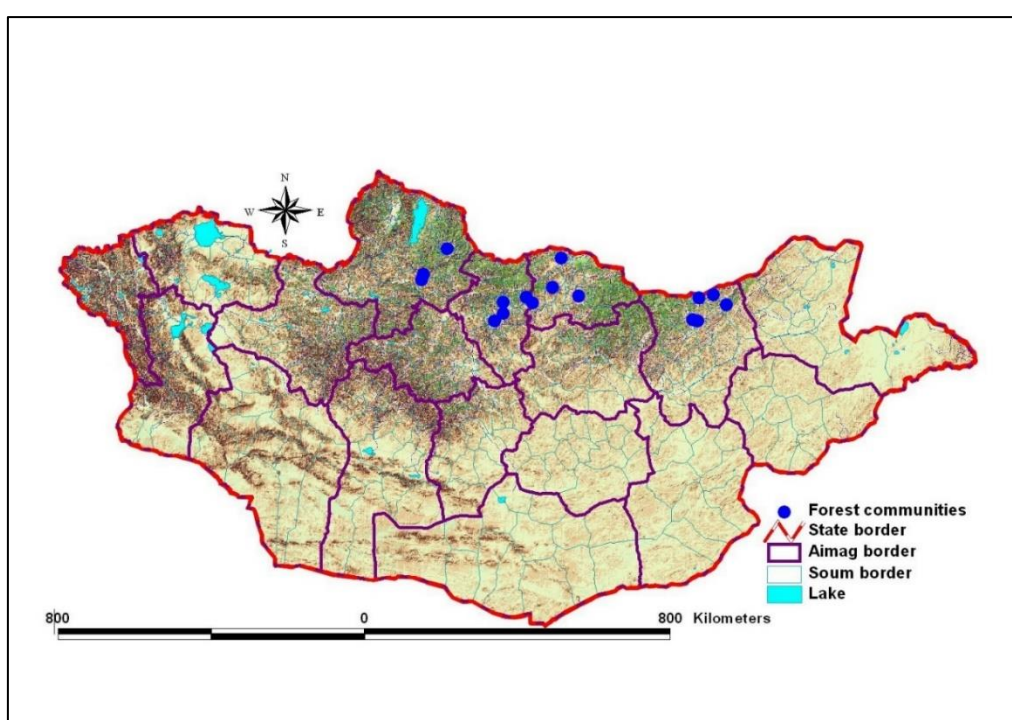 N
W E
S
Forest communities
State border
Aimag border
Soum border
Lake
800 0 800 Kilometers